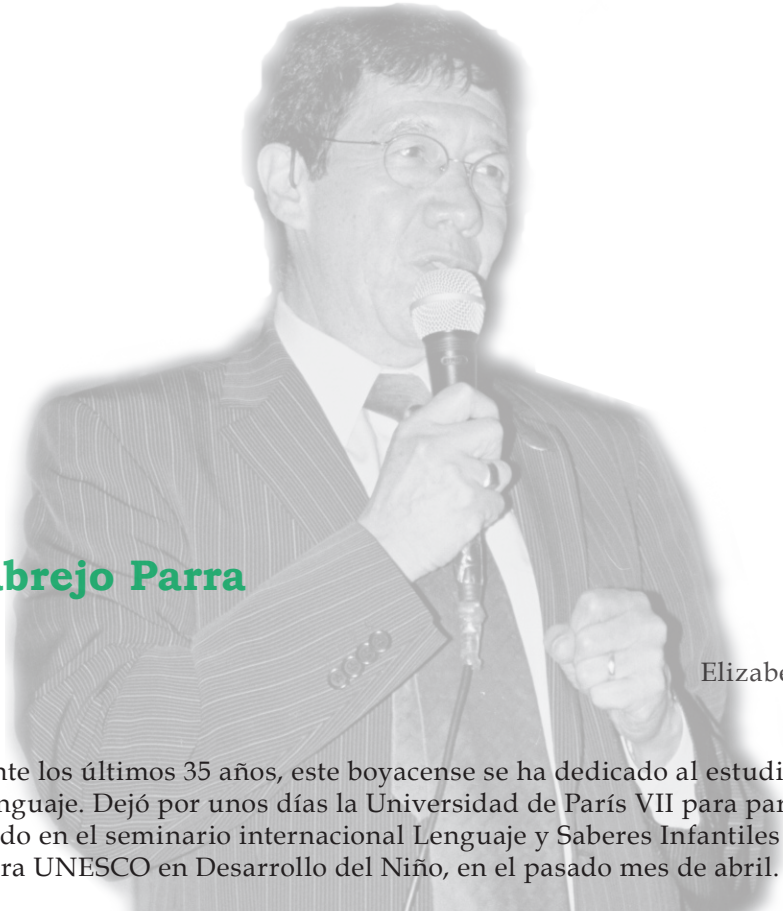 brejo Parra
Elizabe
nte los últimos 35 años, este boyacense se ha dedicado al estudi
nguaje. Dejó por unos días la Universidad de París VII para par
do en el seminario internacional Lenguaje y Saberes Infantiles
ra UNESCO en Desarrollo del Niño, en el pasado mes de abril.